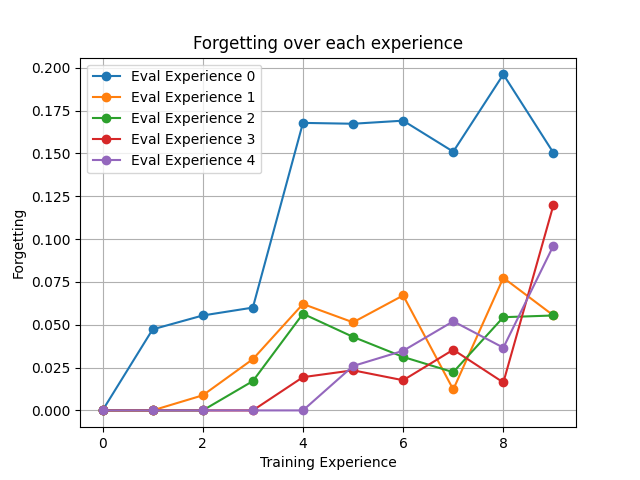 Forgetting over each experience
Eval Experience 0
Eval Experience 1
Eval Experience 2
Eval Experience 3
Eval Experience 4
0.200
0.175
0.150
0.125
0.100
0.075
0.050
0.025
0.000
Forgetting
0 2 4 6 8
Training Experience